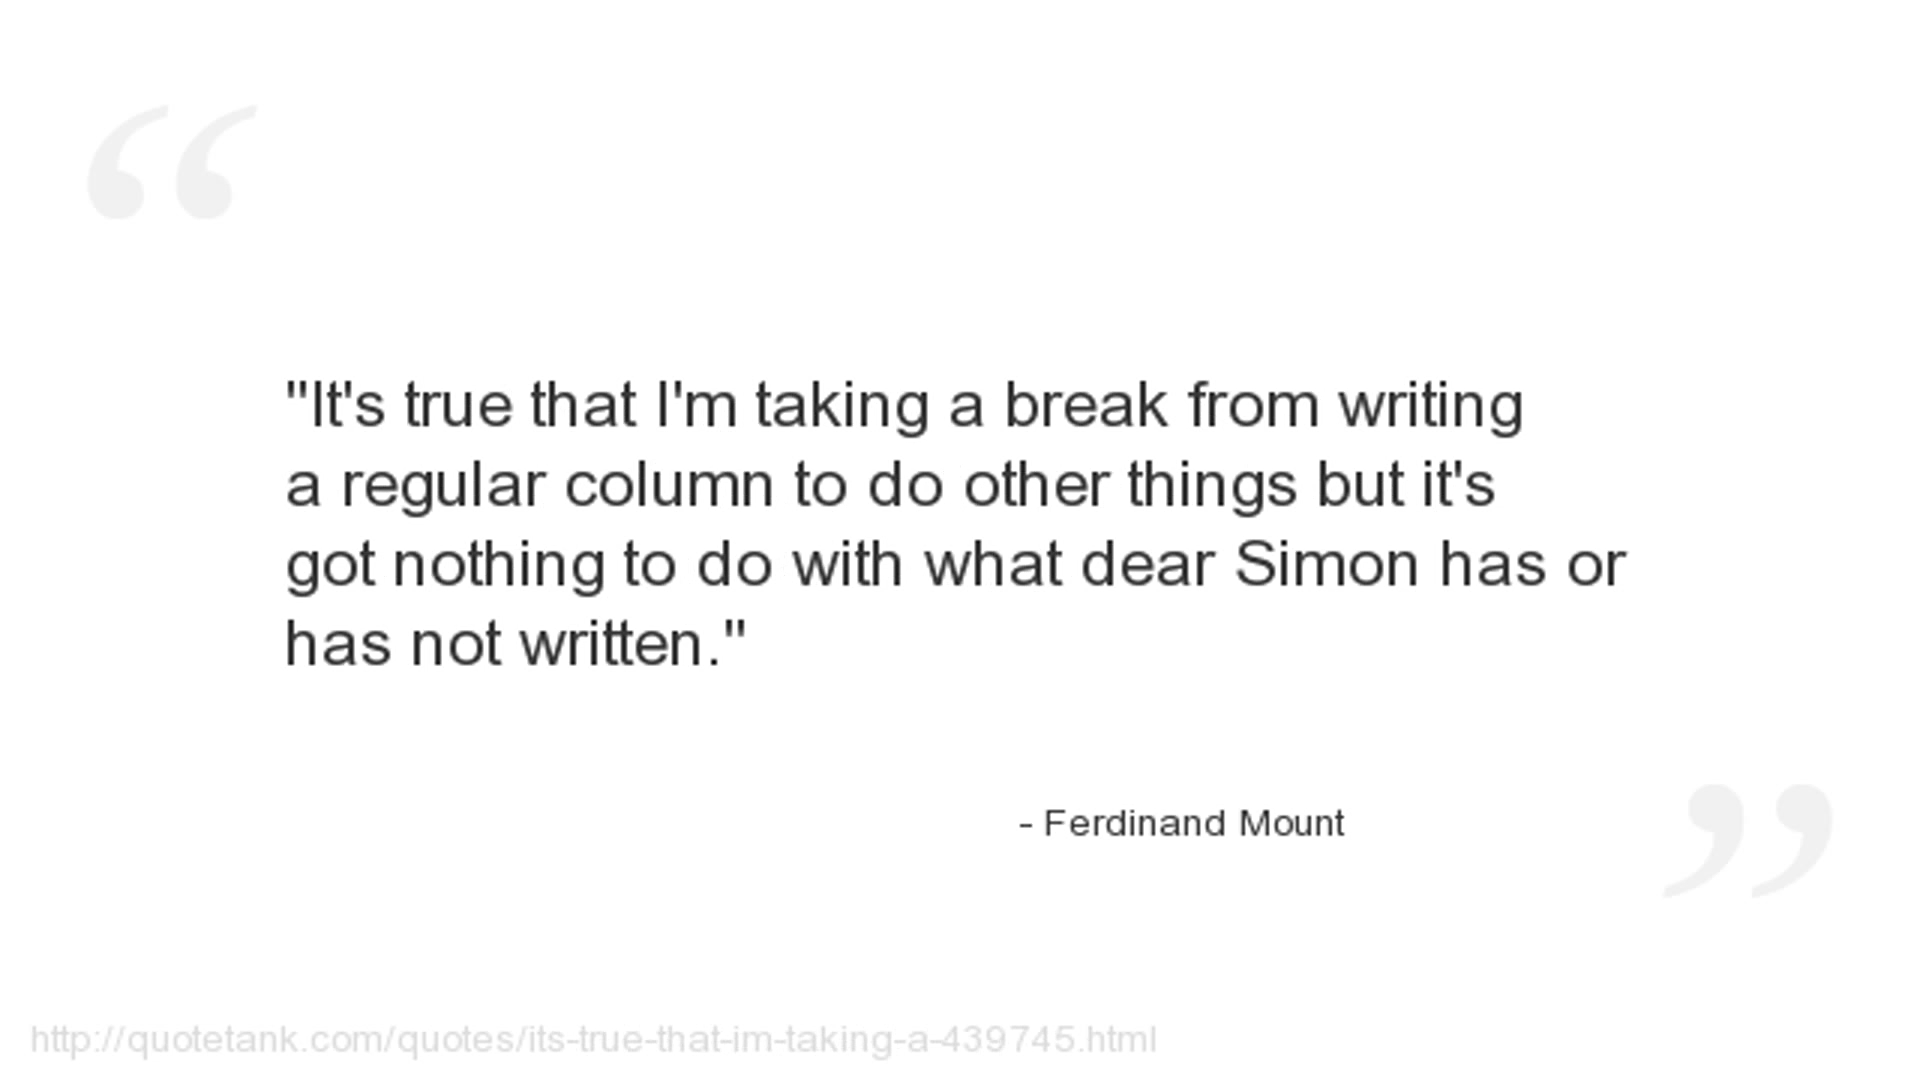 "It's true that I'm taking a break from writing
a regular column to do other things but it's
got nothing to do with what dear Simon has or
has not written."
- Ferdinand Mount
http://quotetank.com/quotes/its-true-that-im-taking-a-439745.html